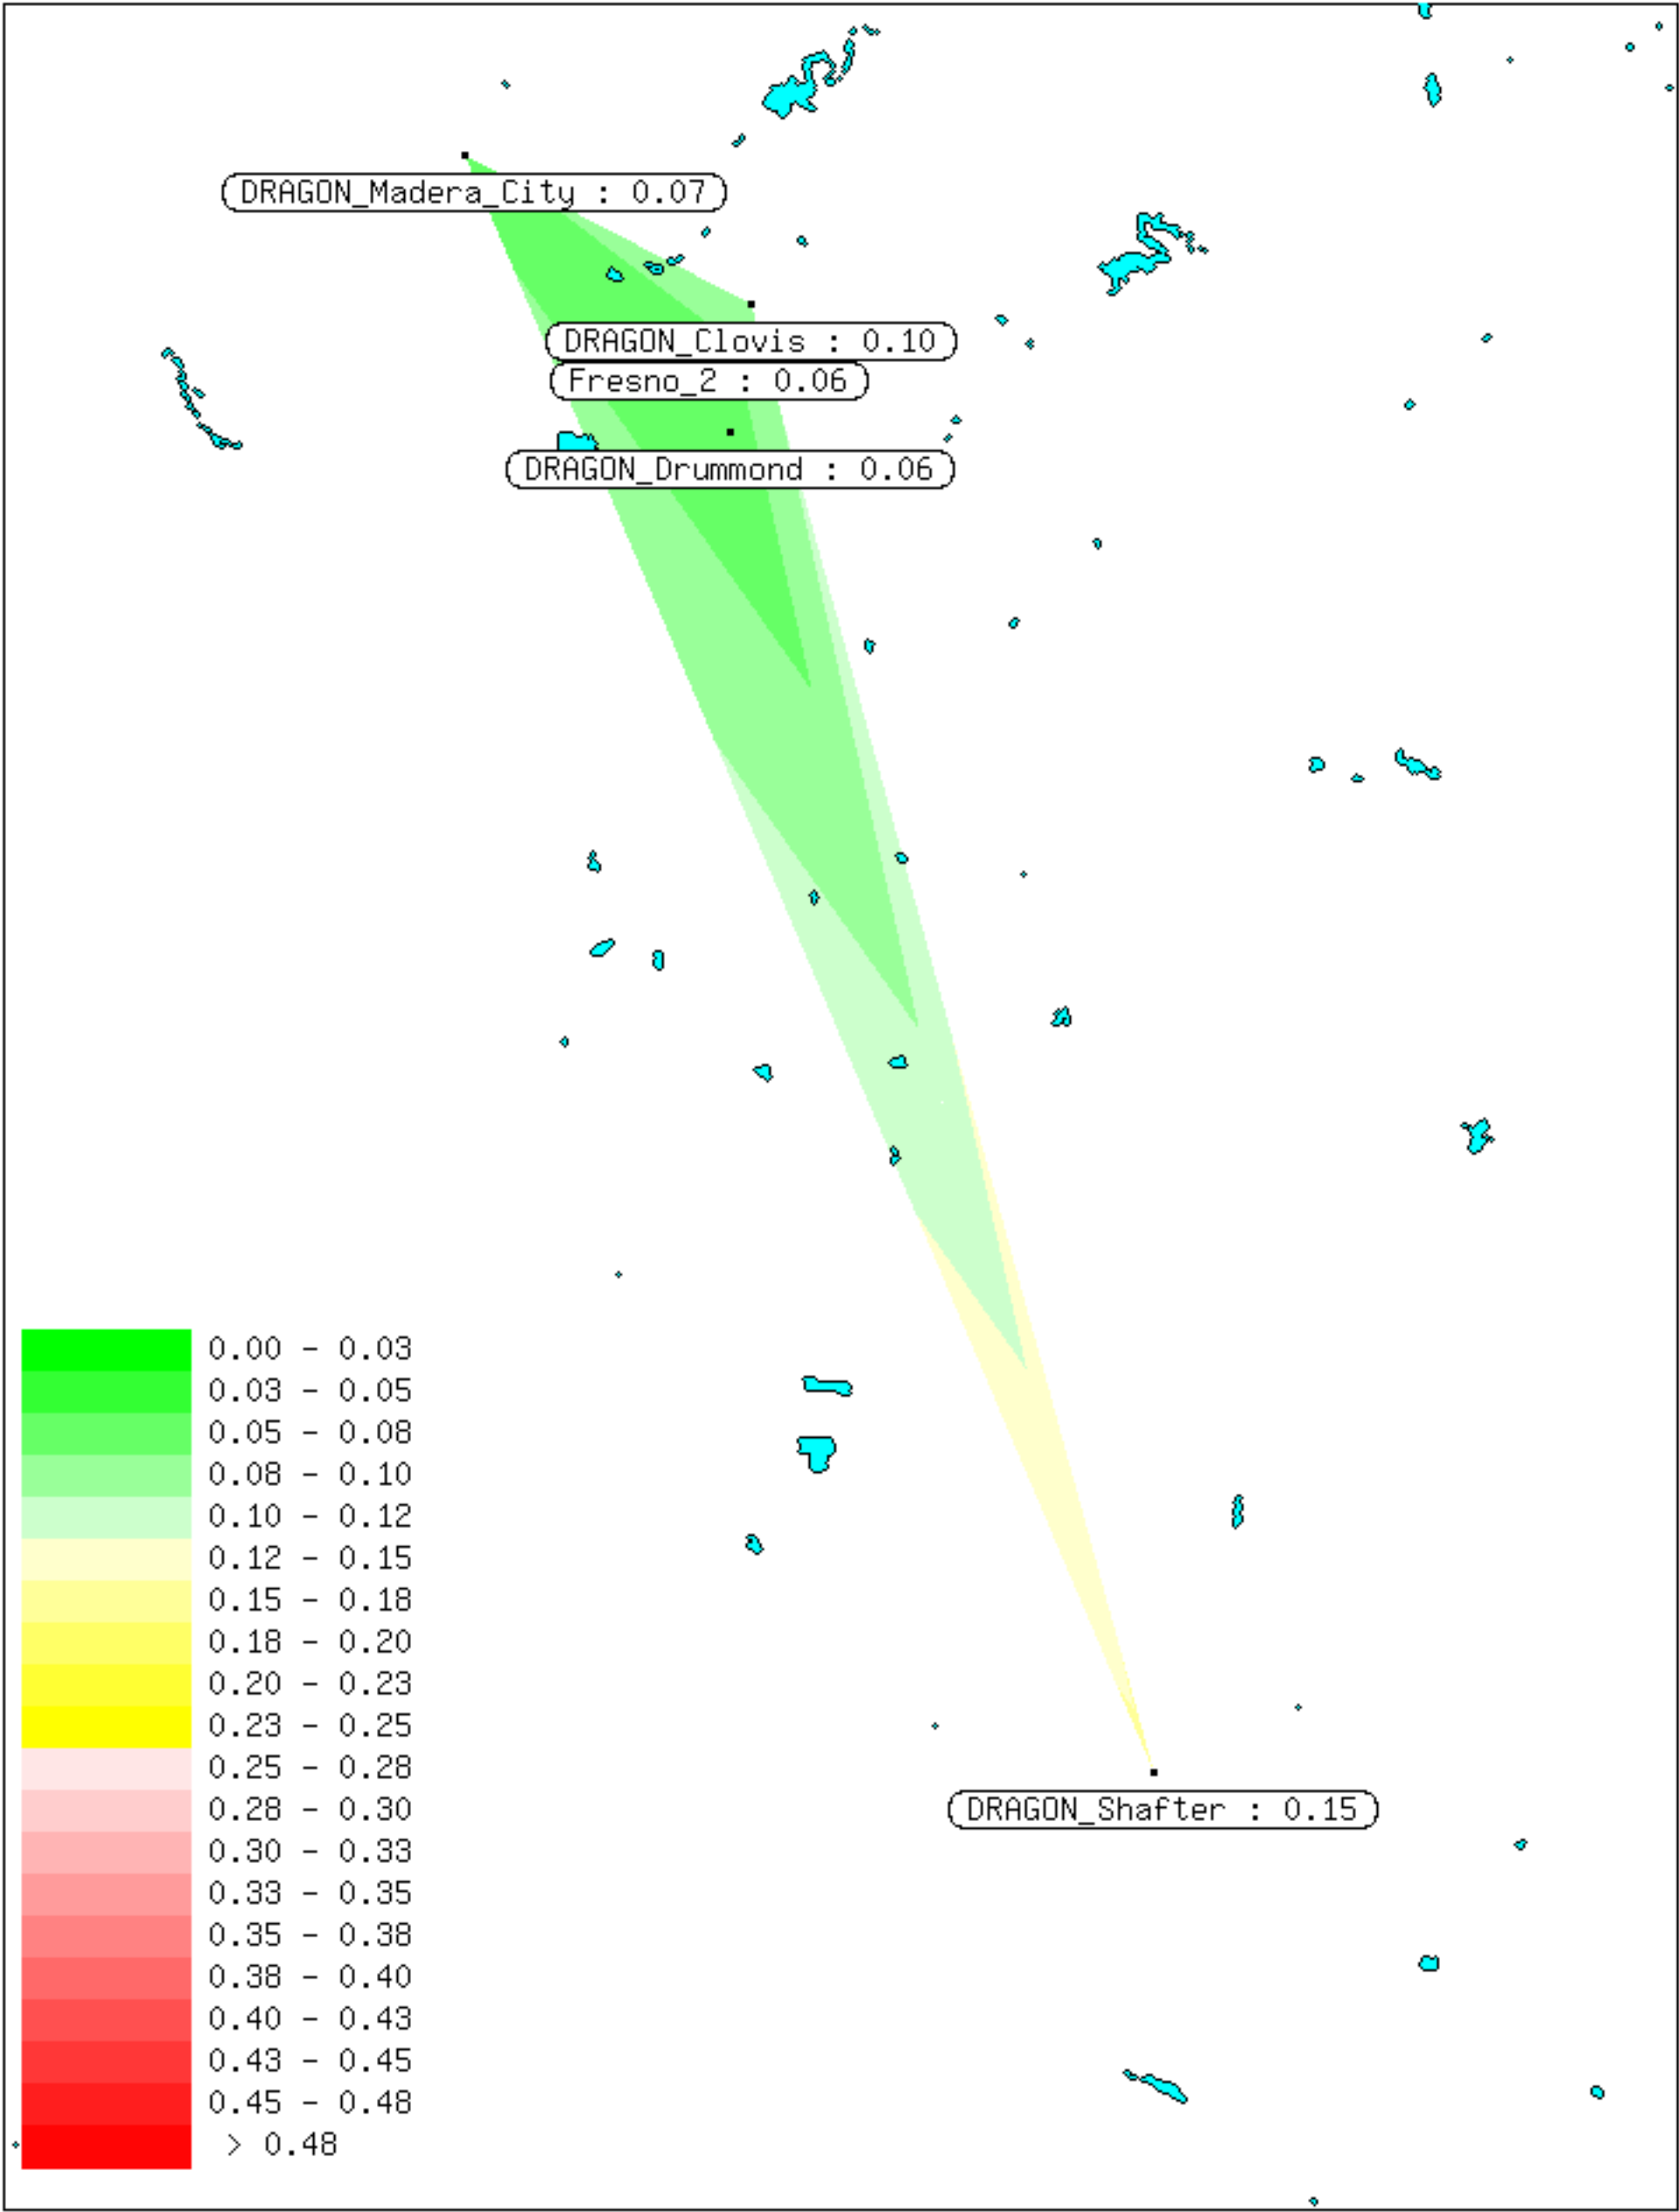 DRAGON_Madera_City : 0.07
DRAGON_Clovis : 0.10
Fresno_2 : 0.06
DRAGON_Drummond : 0.06
0.00 - 0.03
0.03 - 0.05
0.05 - 0.08
0.08 - 0.10
0.10 - 0.12
0.12 - 0.15
0.15 - 0.18
0.18 - 0.20
0.20 - 0.23
0.23 - 0.25
0.25 - 0.28
0.28 - 0.30
0.30 - 0.33
0.33 - 0.35
0.35 - 0.38
0.38 - 0.40
0.40 - 0.43
0.43 - 0.45
0.45 - 0.48
> 0.48
DRAGON_Shafter : 0.15